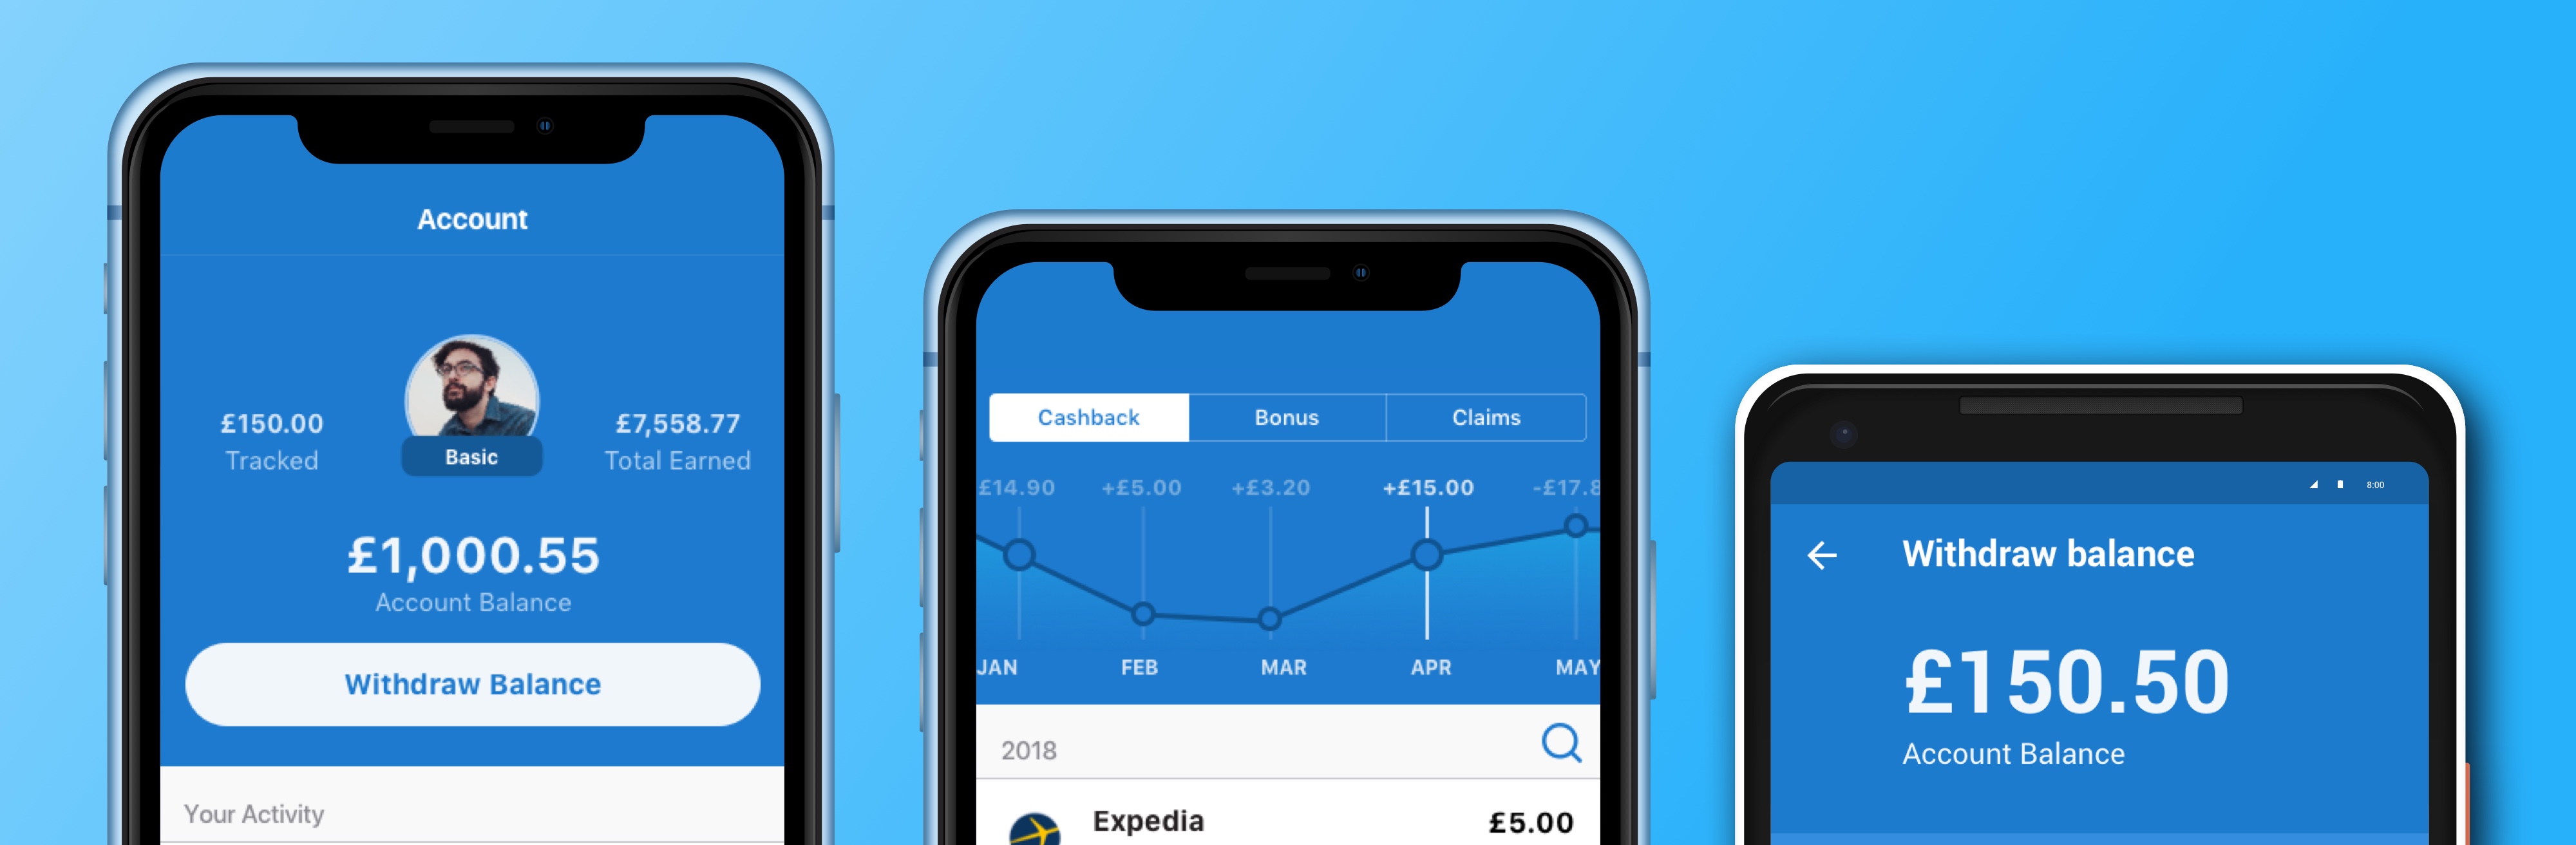 Account
£150.00
Tracked
Basic
£7,558.77
Total Earned
£1,000.55
Account Balance
Withdraw Balance
Your Activity
Cashback Bonus Claims
£14.90 +£5.00 +£3.20 +£15.00 -£17.8
JAN FEB MAR APR MAY
2018
Expedia £5.00
8:00
Withdraw balance
£150.50
Account Balance